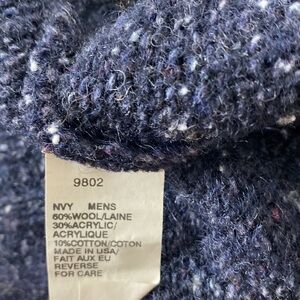 9802
NVY MENS
60%WOOL/LAINE
30%ACRYLIC/
ACRYLIQUE
10%COTTON/COTON
MADE IN USA/
FAIT AUX EU
REVERSE
FOR CARE